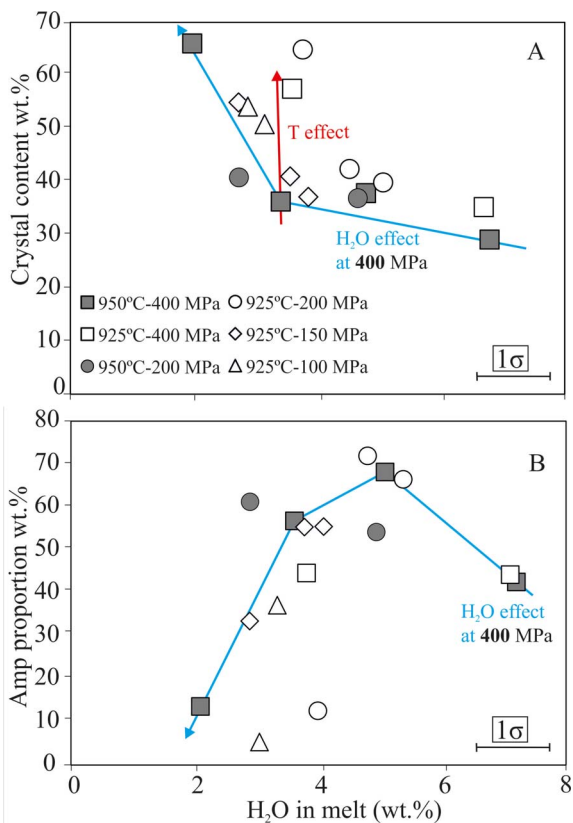 70
A
60
50
T effect
40
30
H₂O effect
at 400 MPa
20
950ºC-400 MPa
925ºC-200 MPa
925ºC-400 MPa
925ºC-150 MPa
10
950ºC-200 MPa
925ºC-100 MPa
1σ
0
Crystal content wt.%
80
B
70
60
50
40
H₂O effect
at 400 MPa
30
20
10
1σ
0
Amp proportion wt.%
0 2 4 6 8
H₂O in melt (wt.%)